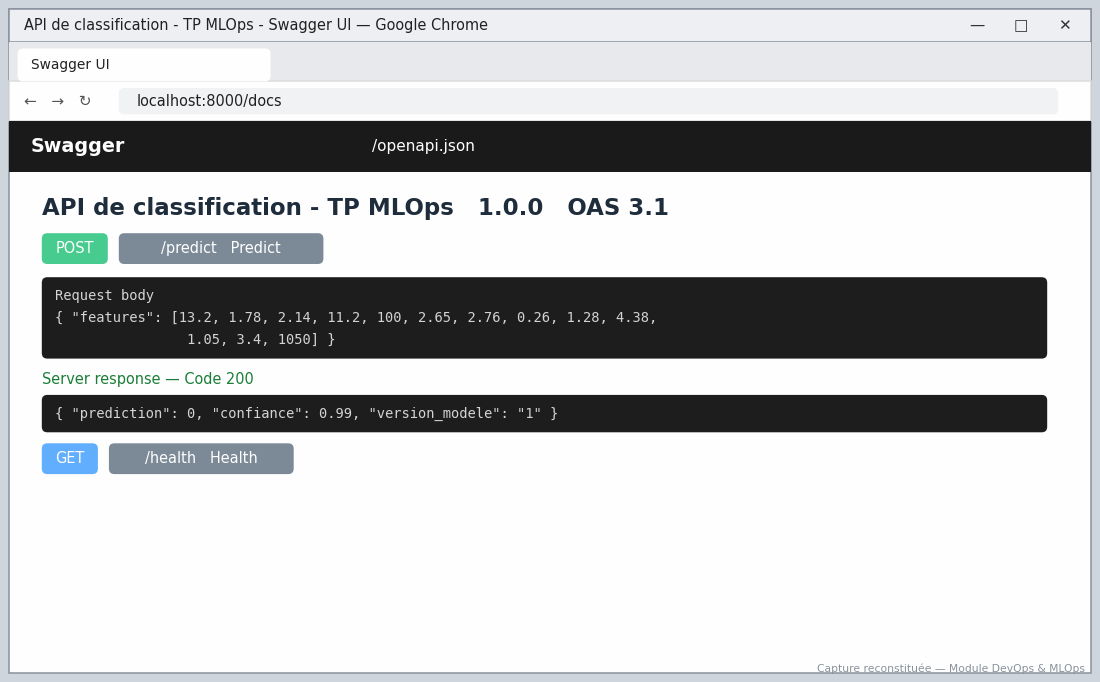 API de classification - TP MLOps - Swagger UI — Google Chrome
Swagger UI
localhost:8000/docs
Swagger /openapi.json
API de classification - TP MLOps 1.0.0 OAS 3.1
POST /predict Predict
Request body
{ "features": [13.2, 1.78, 2.14, 11.2, 100, 2.65, 2.76, 0.26, 1.28, 4.38,
1.05, 3.4, 1050] }
Server response — Code 200
{ "prediction": 0, "confiance": 0.99, "version_modele": "1" }
GET /health Health
Capture reconstituée — Module DevOps & MLOps